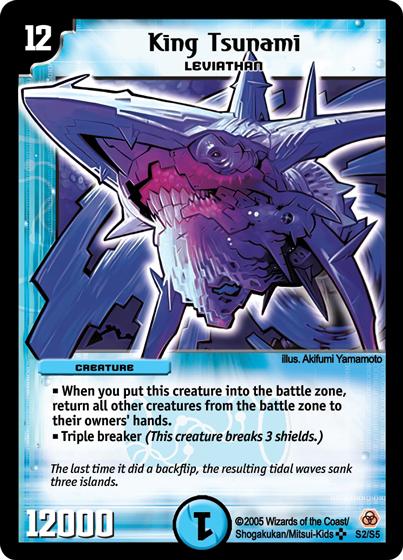 12
King Tsunami
LEVIATHAN
illus. Akifumi Yamamoto
CREATURE
▪ When you put this creature into the battle zone,
return all other creatures from the battle zone to
their owners' hands.
▪ Triple breaker (This creature breaks 3 shields.)
The last time it did a backflip, the resulting tidal waves sank
three islands.
12000
1
©2005 Wizards of the Coast/
Shogakukan/Mitsui-Kids S2/S5